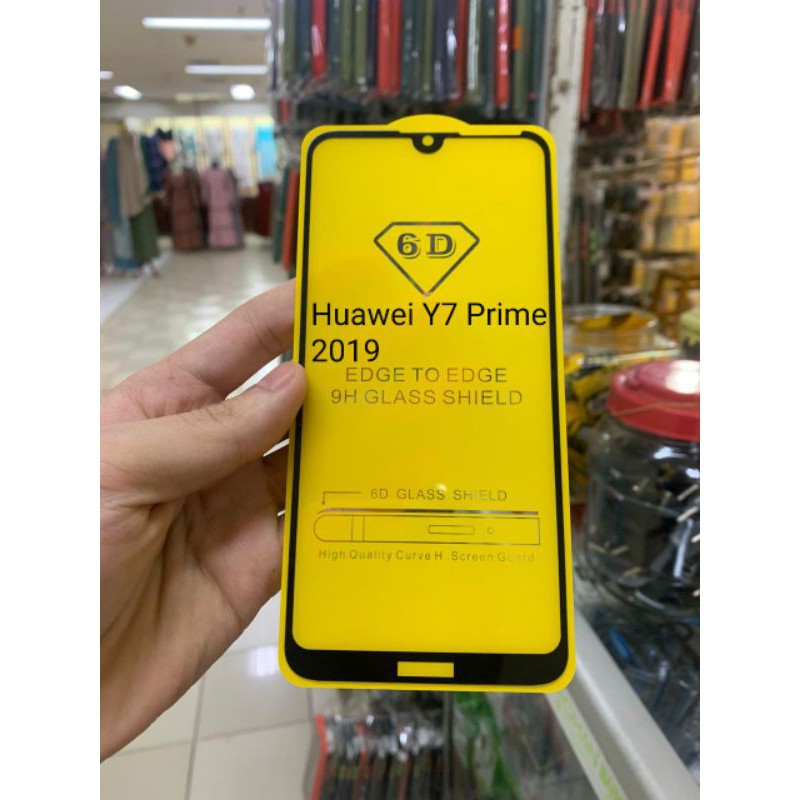 6D
Huawei Y7 Prime
2019
EDGE TO EDGE
9H GLASS SHIELD
6D GLASS SHIELD
High Quality Curve H Screen Guard